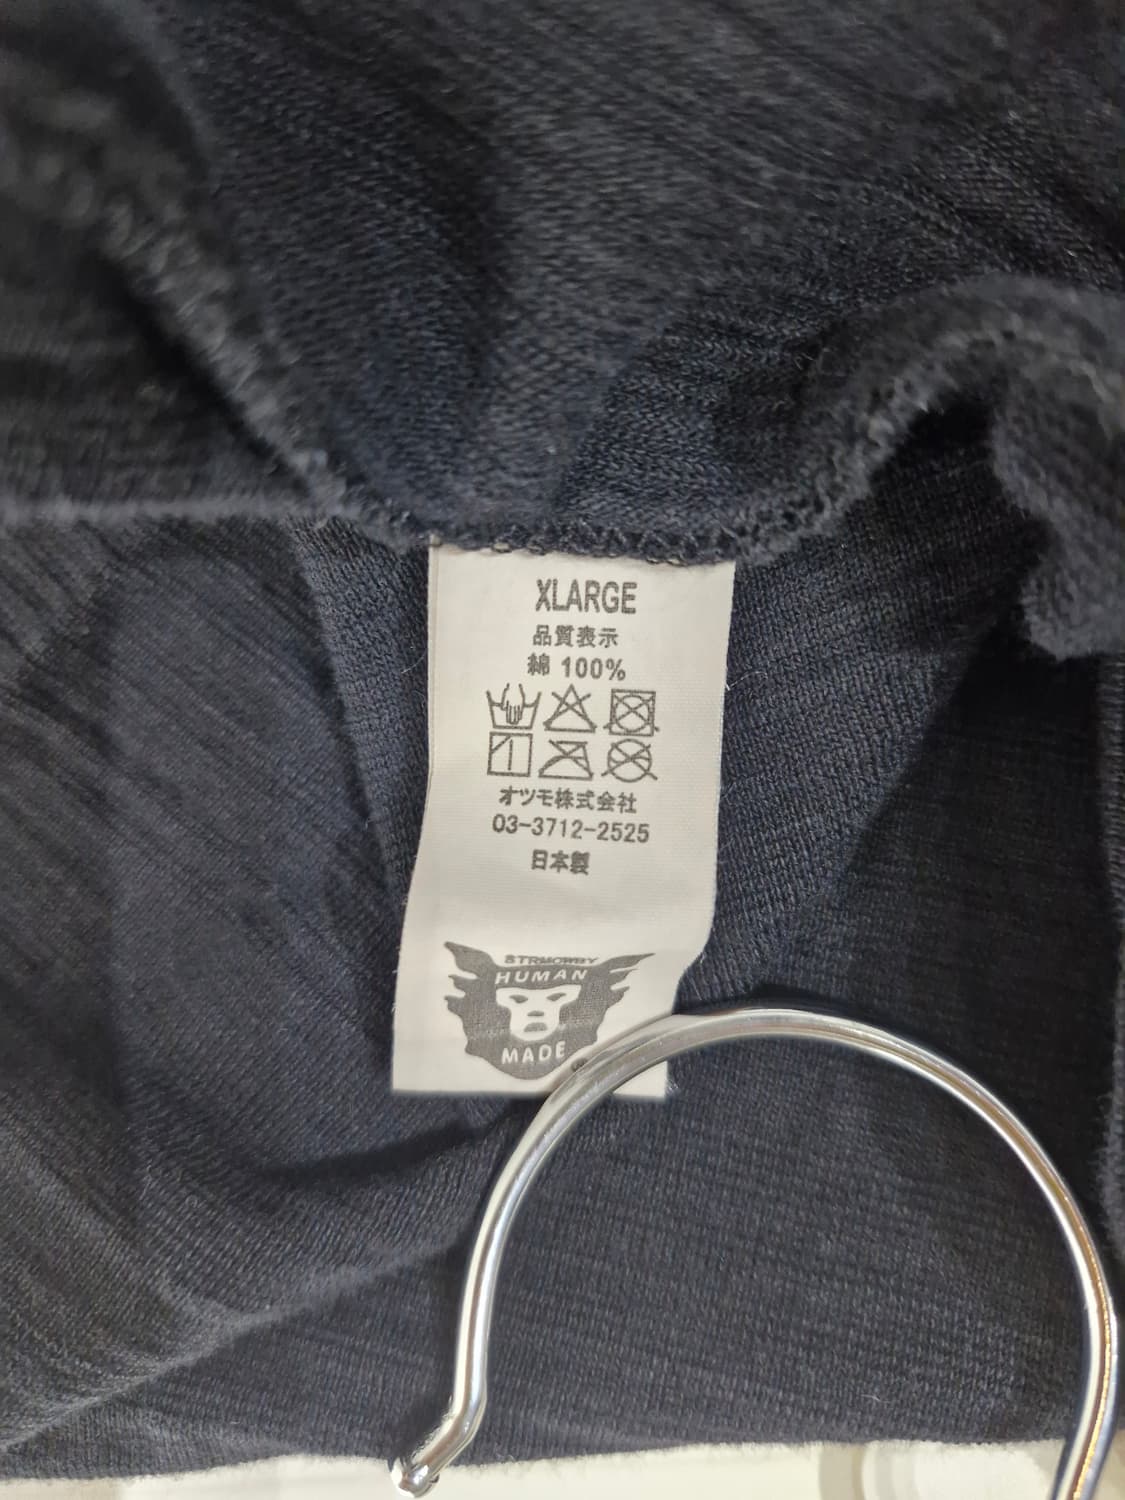 XLARGE
品質表示
綿 100%
オツモ株式会社
03-3712-2525
日本製
STRMCWBY
HUMAN
MADE